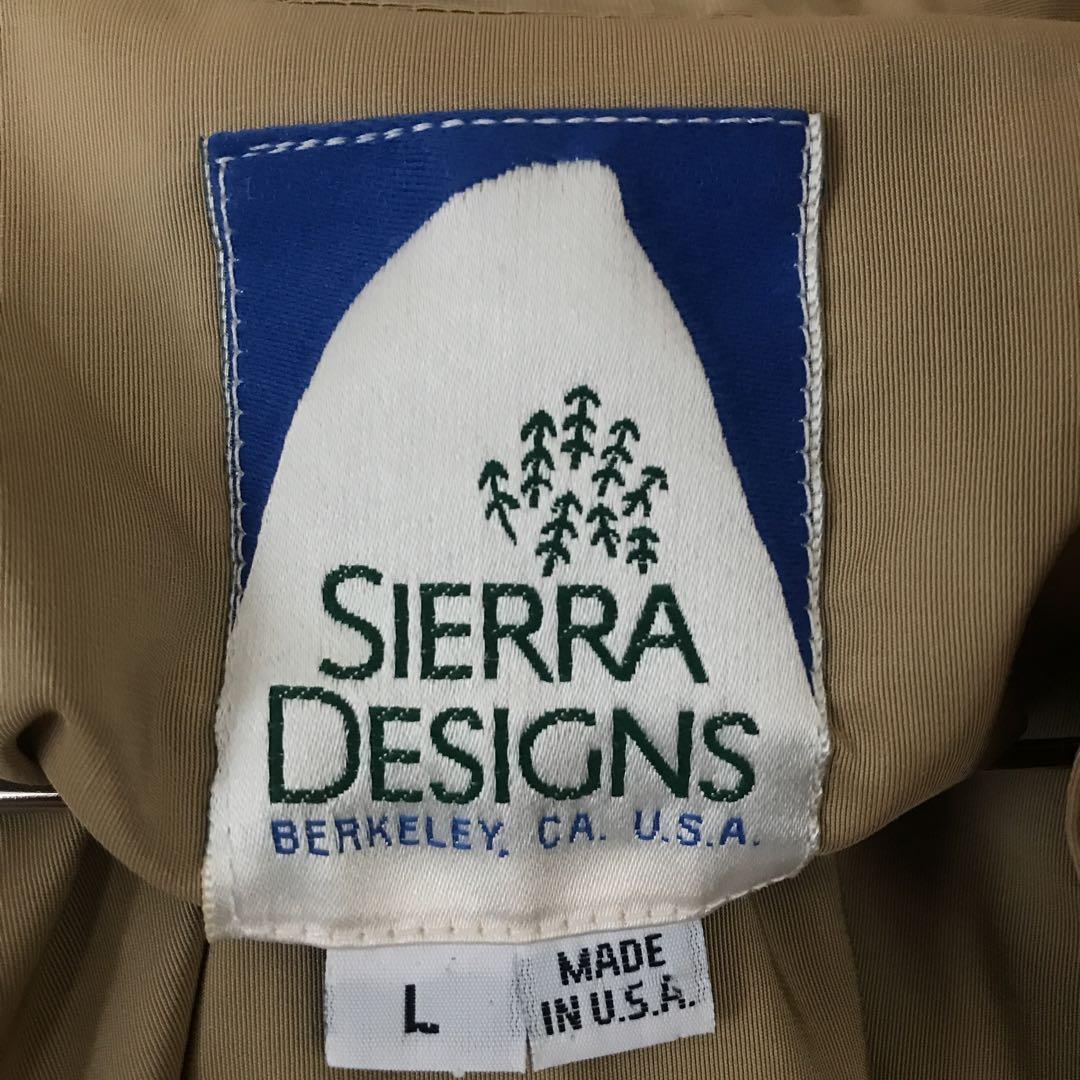 SIERRA
DESIGNS
BERKELEY, CA. U.S.A.
L
MADE
IN U.S.A.